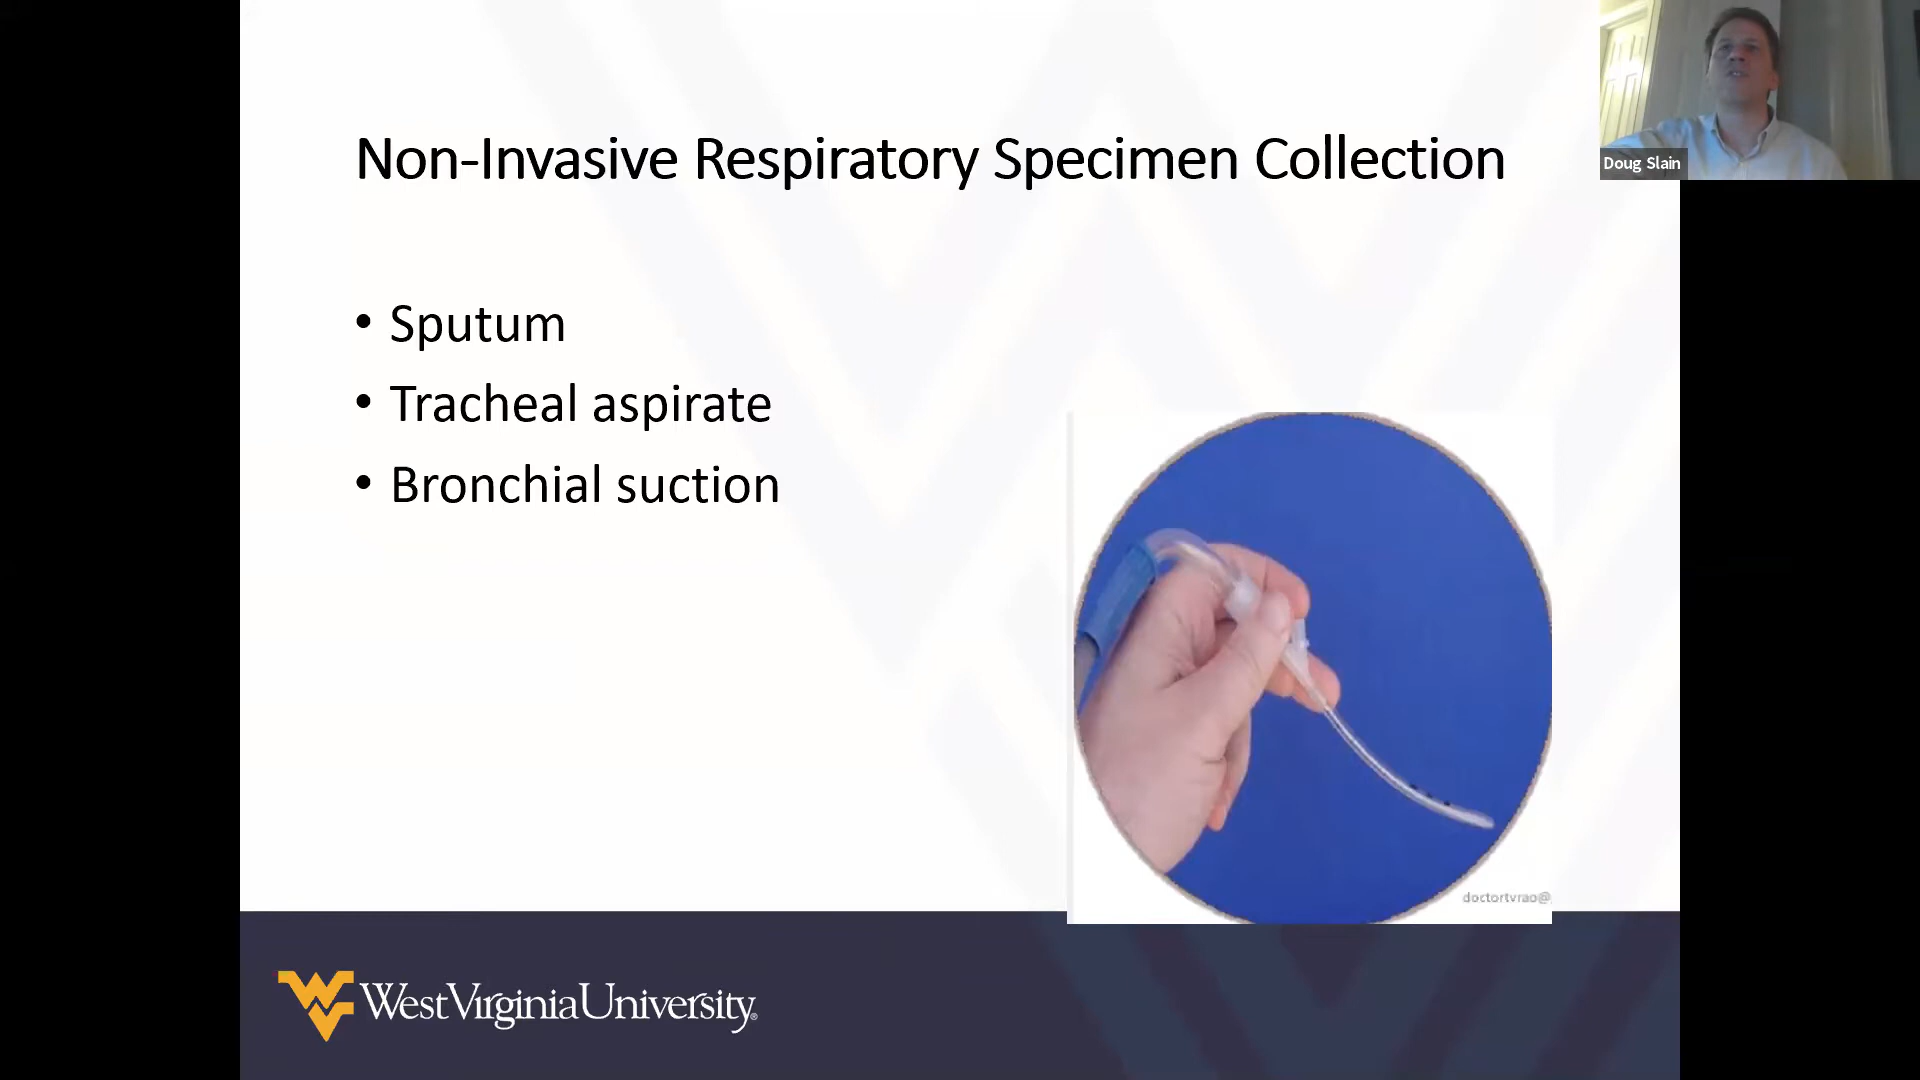 Non-Invasive Respiratory Specimen Collection
Doug Slain
• Sputum
• Tracheal aspirate
• Bronchial suction
doctortvrao@
WestVirginiaUniversity®